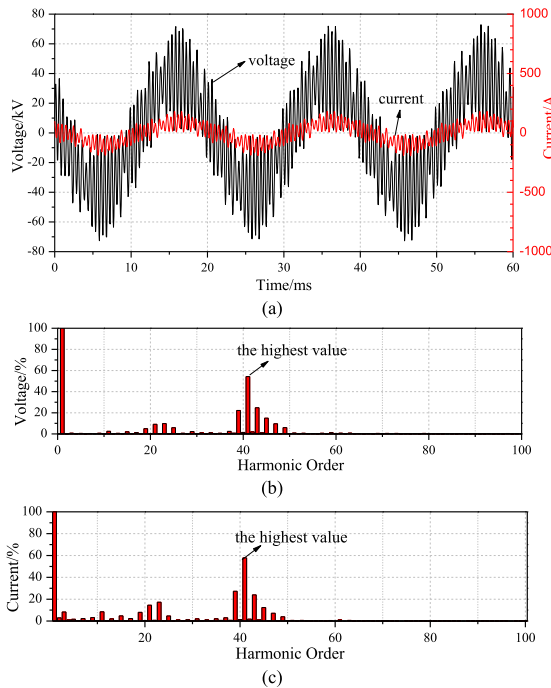 80
60
40
20
0
-20
-40
-60
-80
Voltage/kV
1000
500
0
-500
-1000
Current/A
voltage
current
0 10 20 30 40 50 60
Time/ms
(a)
100
80
60
40
20
0
Voltage/%
the highest value
0 20 40 60 80 100
Harmonic Order
(b)
100
80
60
40
20
0
Current/%
the highest value
0 20 40 60 80 100
Harmonic Order
(c)